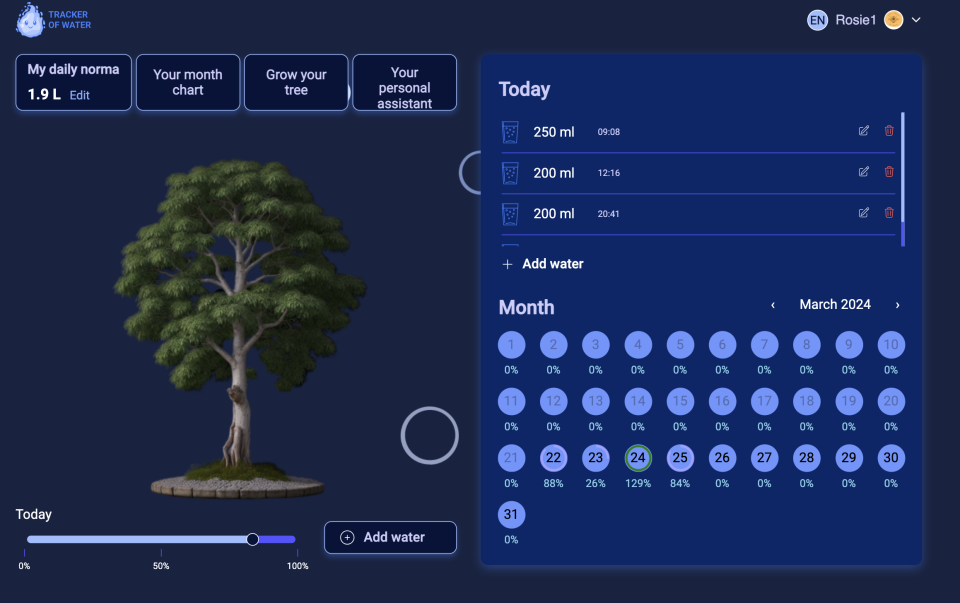 TRACKER
OF WATER
EN Rosie1
My daily norma
1.9 L Edit
Your month
chart
Grow your
tree
Your
personal
assistant
Today
0% 50% 100%
Add water
Today
250 ml 09:08
200 ml 12:16
200 ml 20:41
+ Add water
Month
‹ March 2024 ›
1 2 3 4 5 6 7 8 9 10
0% 0% 0% 0% 0% 0% 0% 0% 0% 0%
11 12 13 14 15 16 17 18 19 20
0% 0% 0% 0% 0% 0% 0% 0% 0% 0%
21 22 23 24 25 26 27 28 29 30
0% 88% 26% 129% 84% 0% 0% 0% 0% 0%
31
0%